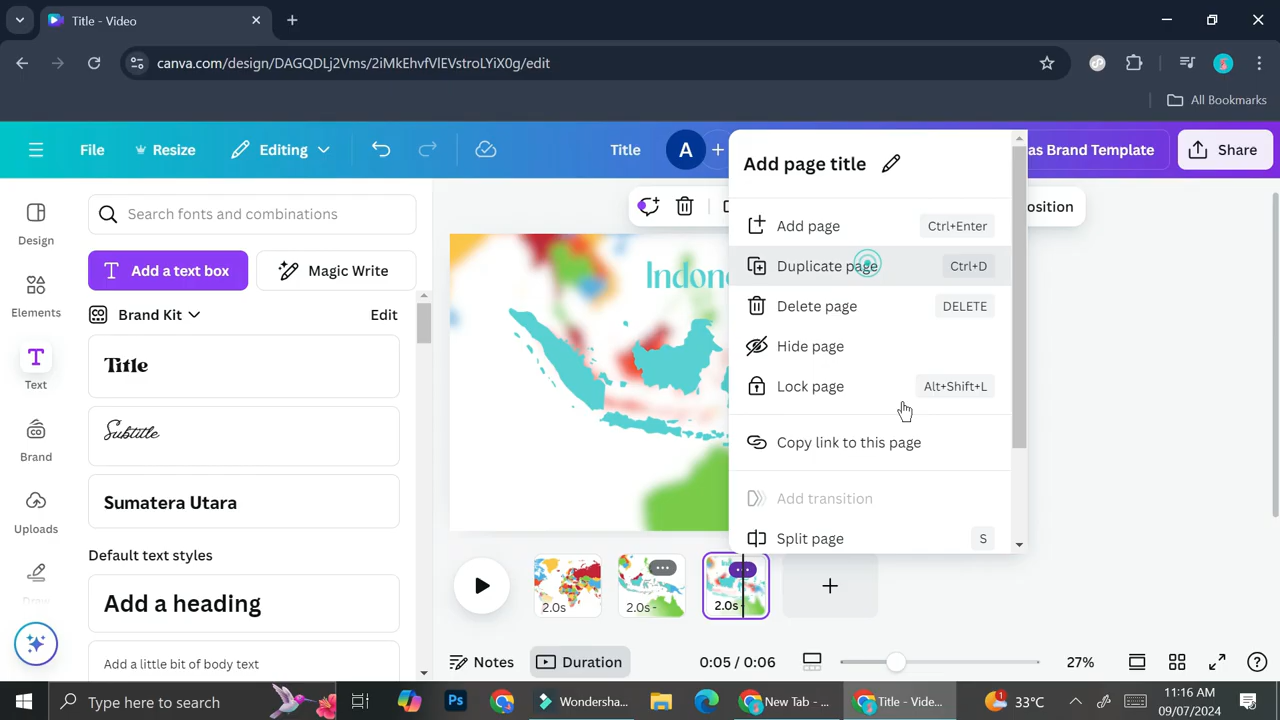 Title - Video
canva.com/design/DAGQDLj2Vms/2iMkEhvfVlEVstroLYiX0g/edit
All Bookmarks
File
Resize
Editing
Title
A
as Brand Template
Share
Design
Elements
Text
Brand
Uploads
Search fonts and combinations
Add a text box
Magic Write
Brand Kit
Edit
Title
Subtitle
Sumatera Utara
Default text styles
Add a heading
Add a little bit of body text
osition
Indon
Add page title
Add page
Ctrl+Enter
Duplicate page
Ctrl+D
Delete page
DELETE
Hide page
Lock page
Alt+Shift+L
Copy link to this page
Add transition
Split page
S
2.0s
2.0s
2.0s
Notes
Duration
0:05 / 0:06
27%
Type here to search
Ps
Wondersha...
New Tab - ...
Title - Vide...
33°C
11:16 AM
09/07/2024